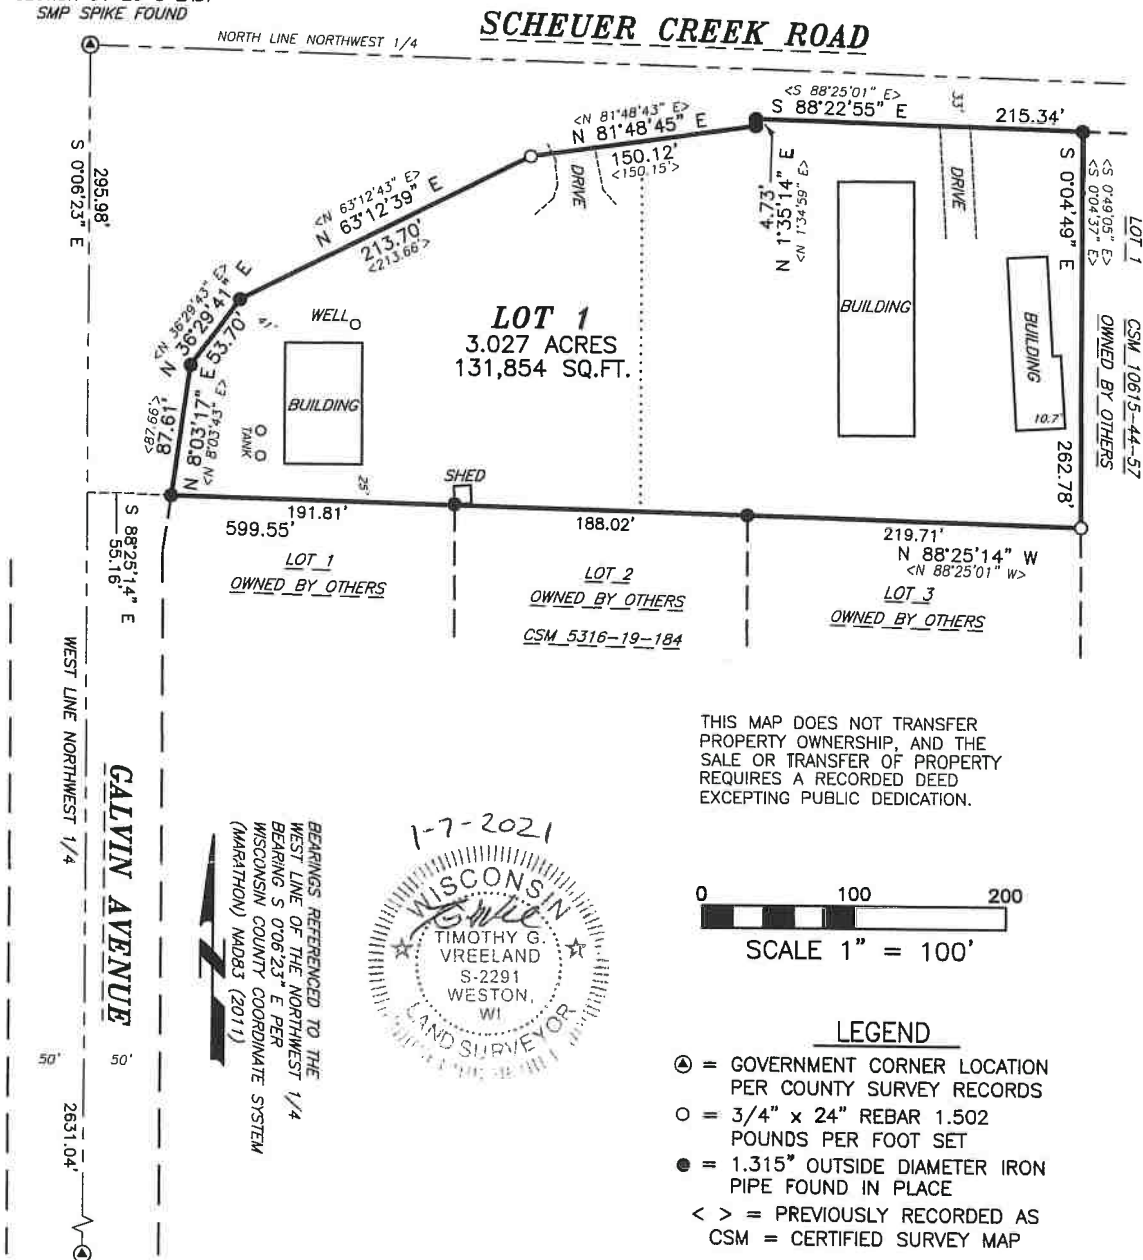 SMP SPIKE FOUND
NORTH LINE NORTHWEST 1/4
SCHEUER CREEK ROAD
<S 88°25'01" E>
S 88°22'55" E
215.34'
33'
<N 81°48'43" E>
N 81°48'45" E
150.12'
<150.15'>
DRIVE
DRIVE
4.73'
N 1°35'14" E
<N 1°34'59" E>
<S 0°49'05" E>
<S 0°04'37" E>
S 0°04'49" E
262.78'
LOT 1
CSM 10615-44-57
OWNED BY OTHERS
295.98'
S 0°06'23" E
<N 63°12'43" E>
N 63°12'39" E
213.70'
<213.66'>
<N 36°29'43" E>
N 36°29'41" E
53.70'
41'
WELL
LOT 1
3.027 ACRES
131,854 SQ.FT.
BUILDING
BUILDING
BUILDING
10.7'
<87.66'>
87.61'
N 8°03'17" E
<N 8°03'43" E>
TANK
25'
SHED
191.81'
599.55'
188.02'
219.71'
N 88°25'14" W
<N 88°25'01" W>
S 88°25'14" E
55.16'
LOT 1
OWNED BY OTHERS
LOT 2
OWNED BY OTHERS
CSM 5316-19-184
LOT 3
OWNED BY OTHERS
WEST LINE NORTHWEST 1/4
GALVIN AVENUE
50'
50'
2631.04'
THIS MAP DOES NOT TRANSFER
PROPERTY OWNERSHIP, AND THE
SALE OR TRANSFER OF PROPERTY
REQUIRES A RECORDED DEED
EXCEPTING PUBLIC DEDICATION.
BEARINGS REFERENCED TO THE
WEST LINE OF THE NORTHWEST 1/4
BEARING S 0°06'23" E PER
WISCONSIN COUNTY COORDINATE SYSTEM
(MARATHON) NAD83 (2011)
N
1-7-2021
WISCONSIN
TIMOTHY G.
VREELAND
S-2291
WESTON,
WI
LAND SURVEYOR
0 100 200
SCALE 1" = 100'
LEGEND
= GOVERNMENT CORNER LOCATION
PER COUNTY SURVEY RECORDS
= 3/4" x 24" REBAR 1.502
POUNDS PER FOOT SET
= 1.315" OUTSIDE DIAMETER IRON
PIPE FOUND IN PLACE
< > = PREVIOUSLY RECORDED AS
CSM = CERTIFIED SURVEY MAP